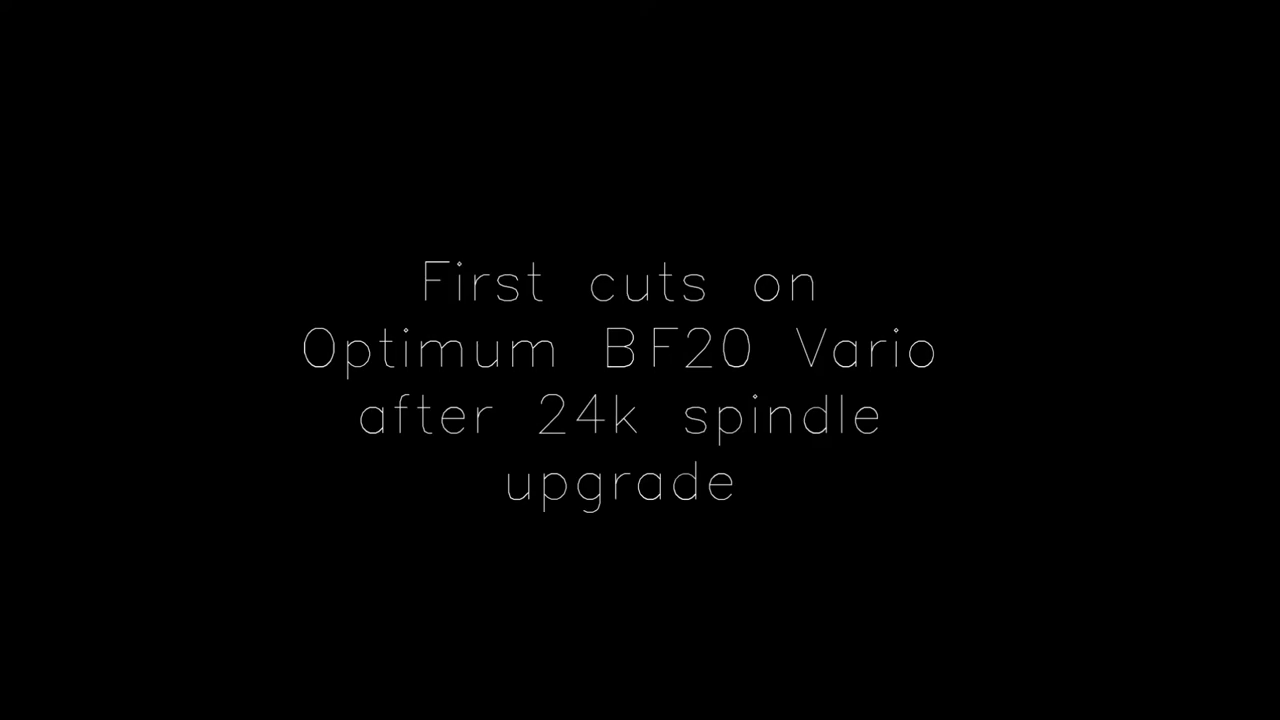 First cuts on
Optimum BF20 Vario
after 24k spindle
upgrade